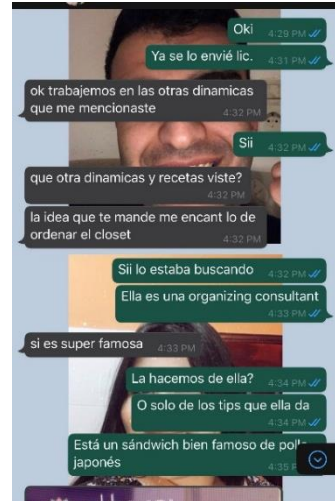 Oki 4:29 PM
Ya se lo envié lic. 4:31 PM
ok trabajemos en las otras dinamicas
que me mencionaste
4:32 PM
Sii 4:32 PM
que otra dinamicas y recetas viste?
4:32 PM
la idea que te mande me encant lo de
ordenar el closet
4:32 PM
Sii lo estaba buscando 4:32 PM
Ella es una organizing consultant
4:33 PM
si es super famosa 4:33 PM
La hacemos de ella? 4:34 PM
O solo de los tips que ella da
4:34 PM
Está un sándwich bien famoso de pollo
japonés 4:35 P